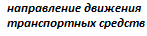 направление движения
транспортных средств